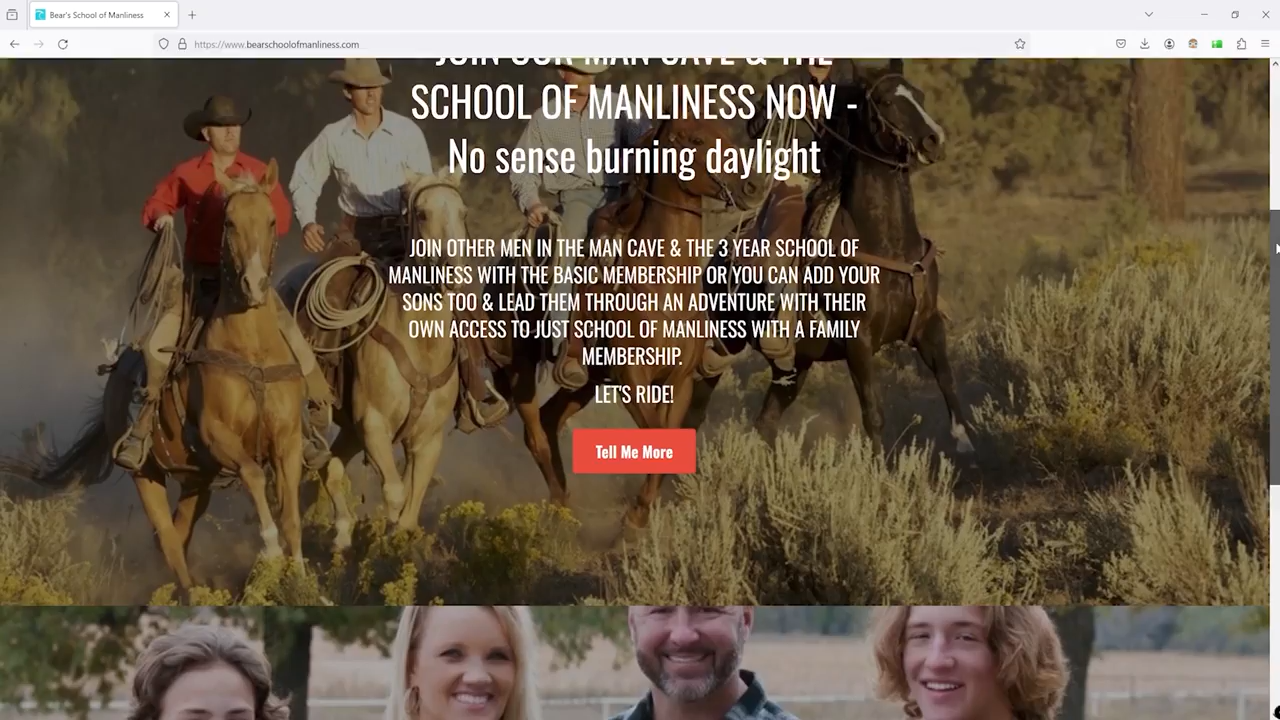 Bear's School of Manliness
https://www.bearschoolofmanliness.com
JOIN OUR MAN CAVE & THE
SCHOOL OF MANLINESS NOW -
No sense burning daylight
JOIN OTHER MEN IN THE MAN CAVE & THE 3 YEAR SCHOOL OF
MANLINESS WITH THE BASIC MEMBERSHIP OR YOU CAN ADD YOUR
SONS TOO & LEAD THEM THROUGH AN ADVENTURE WITH THEIR
OWN ACCESS TO JUST SCHOOL OF MANLINESS WITH A FAMILY
MEMBERSHIP.
LET'S RIDE!
Tell Me More